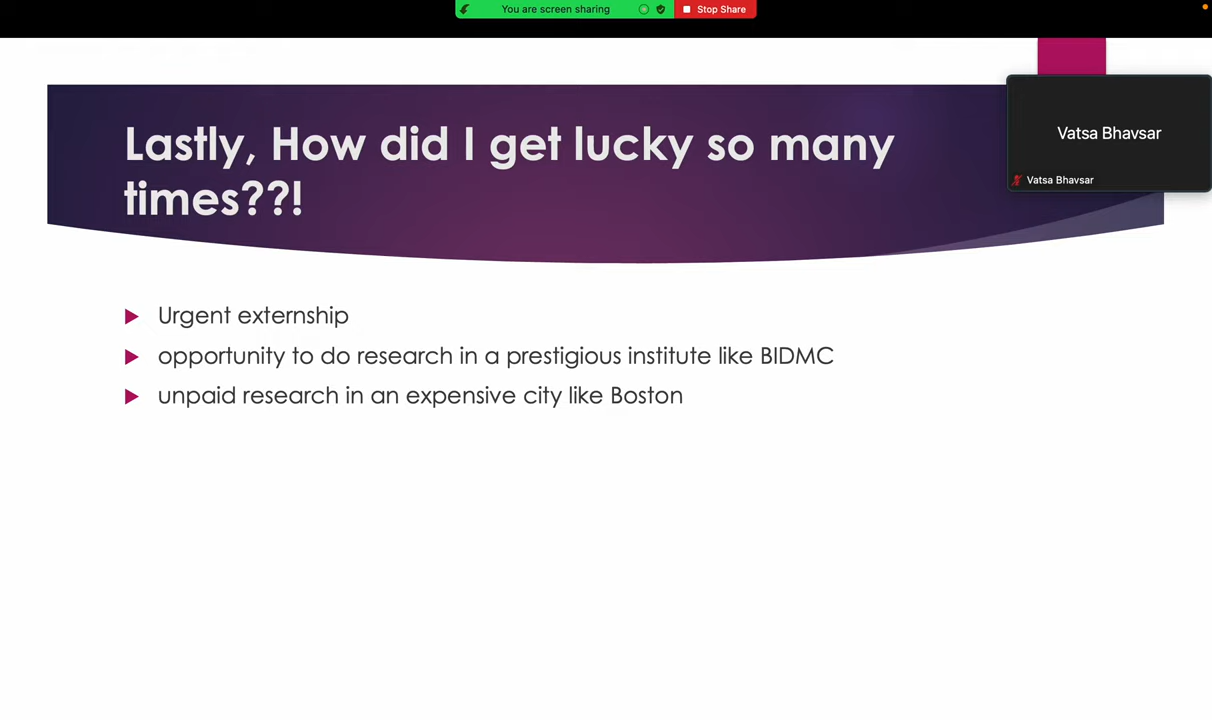 You are screen sharing
Stop Share
Lastly, How did I get lucky so many
times??!
Vatsa Bhavsar
Vatsa Bhavsar
Urgent externship
opportunity to do research in a prestigious institute like BIDMC
unpaid research in an expensive city like Boston